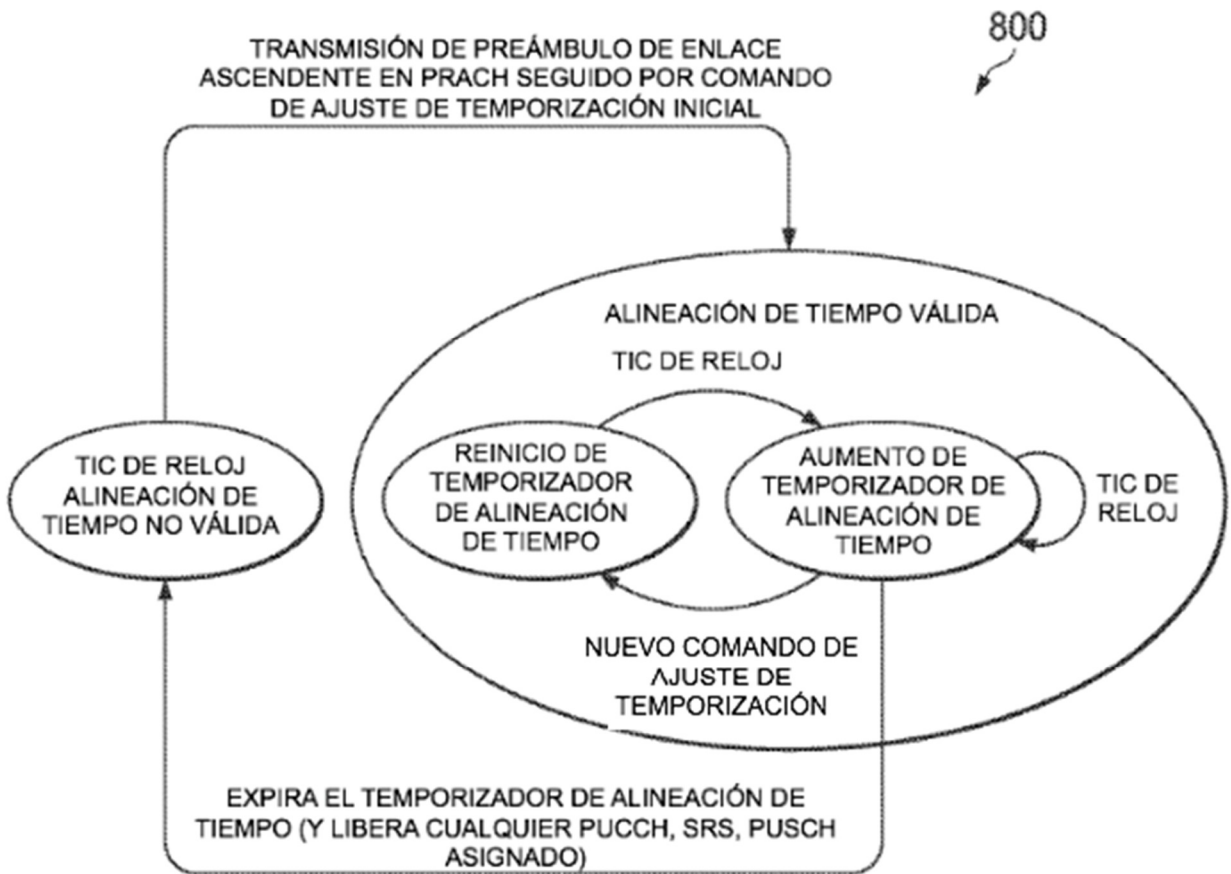 800
TRANSMISIÓN DE PREÁMBULO DE ENLACE
ASCENDENTE EN PRACH SEGUIDO POR COMANDO
DE AJUSTE DE TEMPORIZACIÓN INICIAL
ALINEACIÓN DE TIEMPO VÁLIDA
TIC DE RELOJ
TIC DE RELOJ
ALINEACIÓN DE
TIEMPO NO VÁLIDA
REINICIO DE
TEMPORIZADOR
DE ALINEACIÓN
DE TIEMPO
AUMENTO DE
TEMPORIZADOR DE
ALINEACIÓN DE
TIEMPO
TIC DE
RELOJ
NUEVO COMANDO DE
AJUSTE DE
TEMPORIZACIÓN
EXPIRA EL TEMPORIZADOR DE ALINEACIÓN DE
TIEMPO (Y LIBERA CUALQUIER PUCCH, SRS, PUSCH
ASIGNADO)